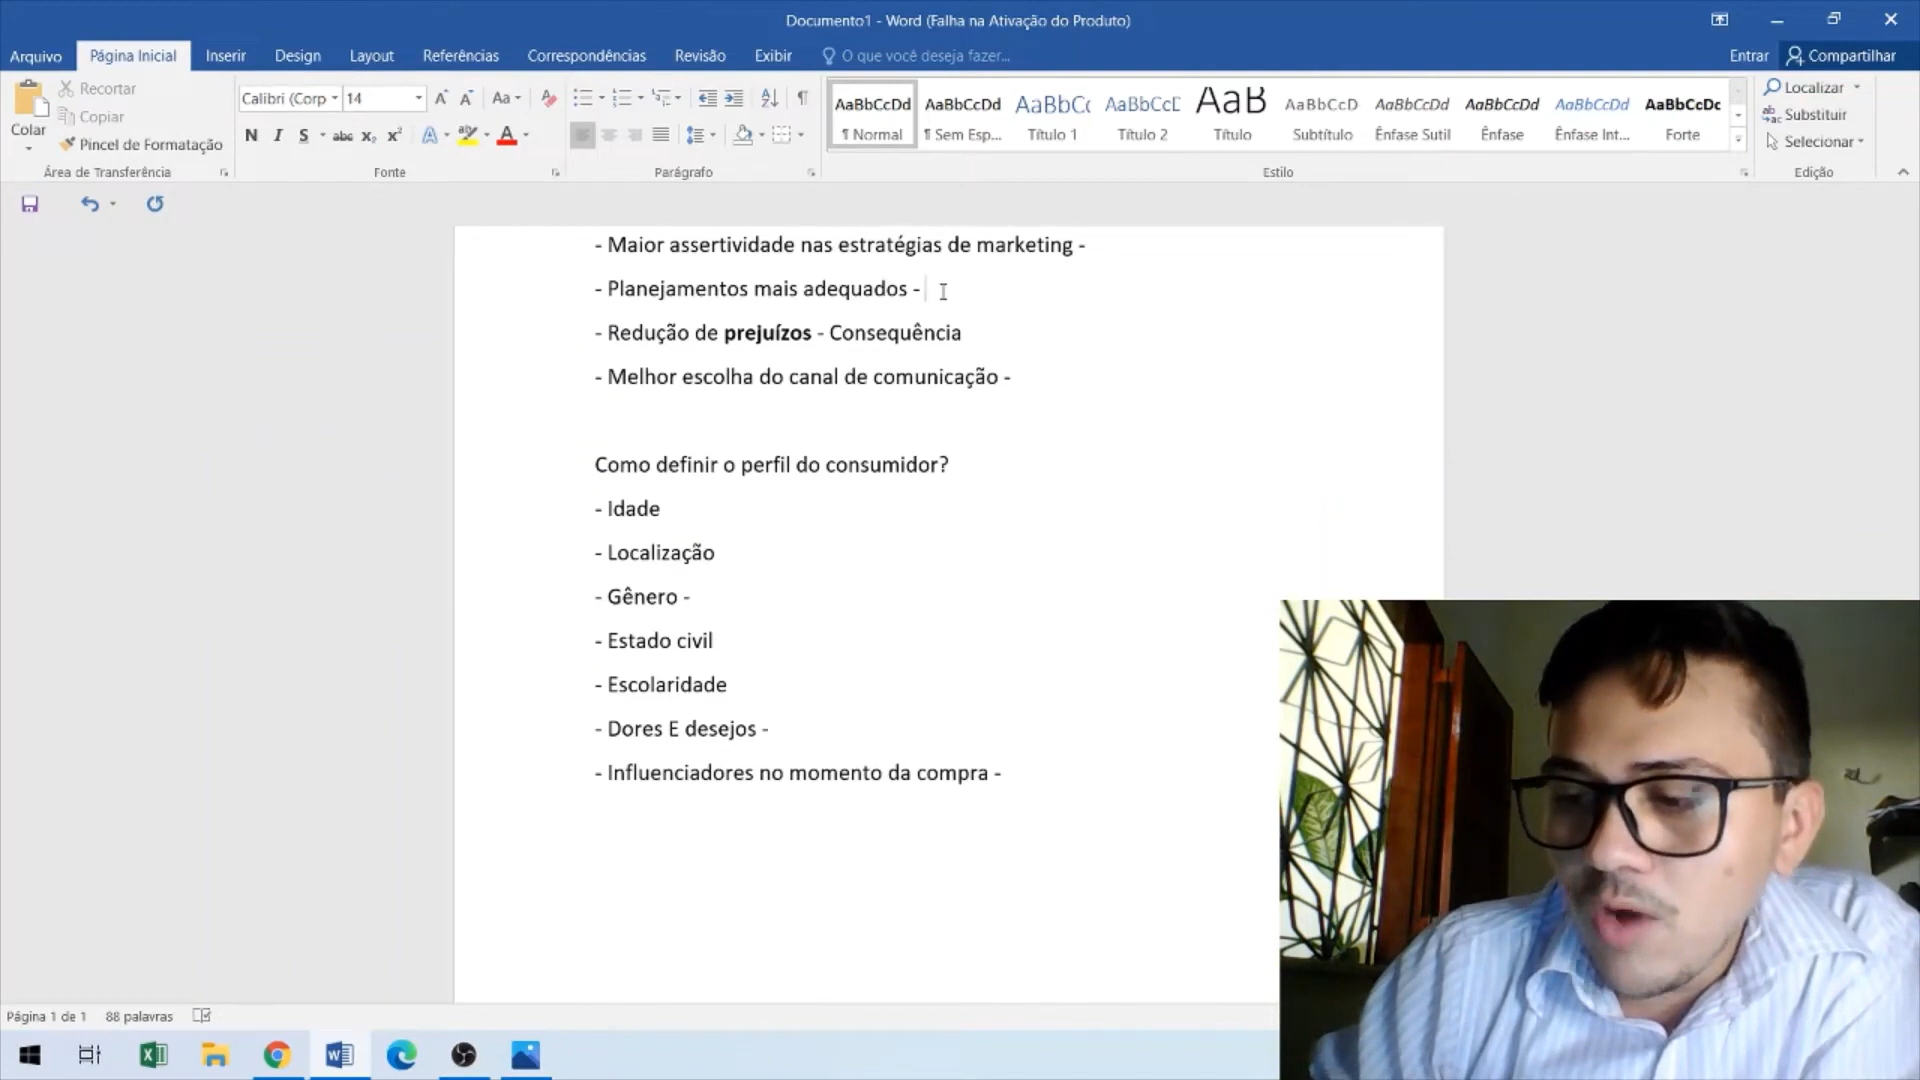 Documento1 - Word (Falha na Ativação do Produto)
Arquivo Página Inicial Inserir Design Layout Referências Correspondências Revisão Exibir O que você deseja fazer... Entrar Compartilhar
Colar
Recortar
Copiar
Pincel de Formatação
Área de Transferência
Calibri (Corp 14 Aa
N I S abc x₂ x² A A
Fonte
Parágrafo
AaBbCcDd AaBbCcDd AaBbCc AaBbCcE AaB AaBbCcD AaBbCcDd AaBbCcDd AaBbCcDd AaBbCcDc
¶ Normal ¶ Sem Esp... Título 1 Título 2 Título Subtítulo Ênfase Sutil Ênfase Ênfase Int... Forte
Estilo
Localizar
Substituir
Selecionar
Edição
- Maior assertividade nas estratégias de marketing -
- Planejamentos mais adequados -
- Redução de prejuízos - Consequência
- Melhor escolha do canal de comunicação -
Como definir o perfil do consumidor?
- Idade
- Localização
- Gênero -
- Estado civil
- Escolaridade
- Dores E desejos -
- Influenciadores no momento da compra -
Página 1 de 1 88 palavras